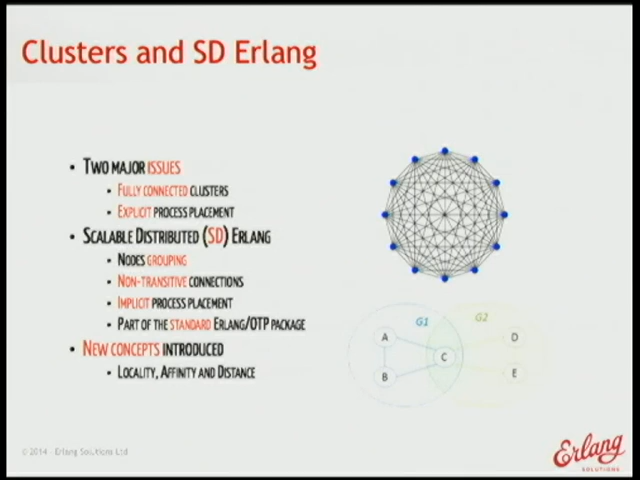 Clusters and SD Erlang
• Two major issues
• Fully connected clusters
• Explicit process placement
• Scalable Distributed (SD) Erlang
• Nodes grouping
• Non-transitive connections
• Implicit process placement
• Part of the standard Erlang/OTP package
• New concepts introduced
• Locality, Affinity and Distance
G1
G2
A
D
C
B
E
© 2014 - Erlang Solutions Ltd
Erlang
SOLUTIONS